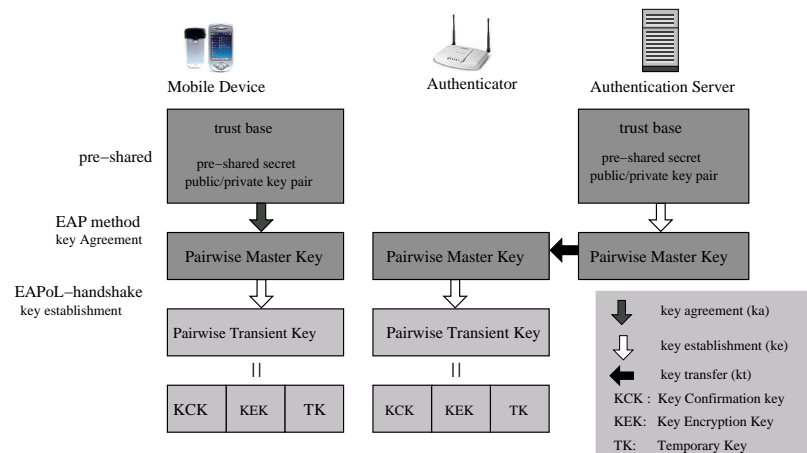 Mobile Device
Authenticator
Authentication Server
pre−shared
trust base
pre−shared secret
public/private key pair
trust base
pre−shared secret
public/private key pair
EAP method
key Agreement
Pairwise Master Key
Pairwise Master Key
Pairwise Master Key
EAPoL−handshake
key establishment
Pairwise Transient Key
Pairwise Transient Key
||
||
KCK KEK TK
KCK KEK TK
key agreement (ka)
key establishment (ke)
key transfer (kt)
KCK : Key Confirmation key
KEK: Key Encryption Key
TK: Temporary Key